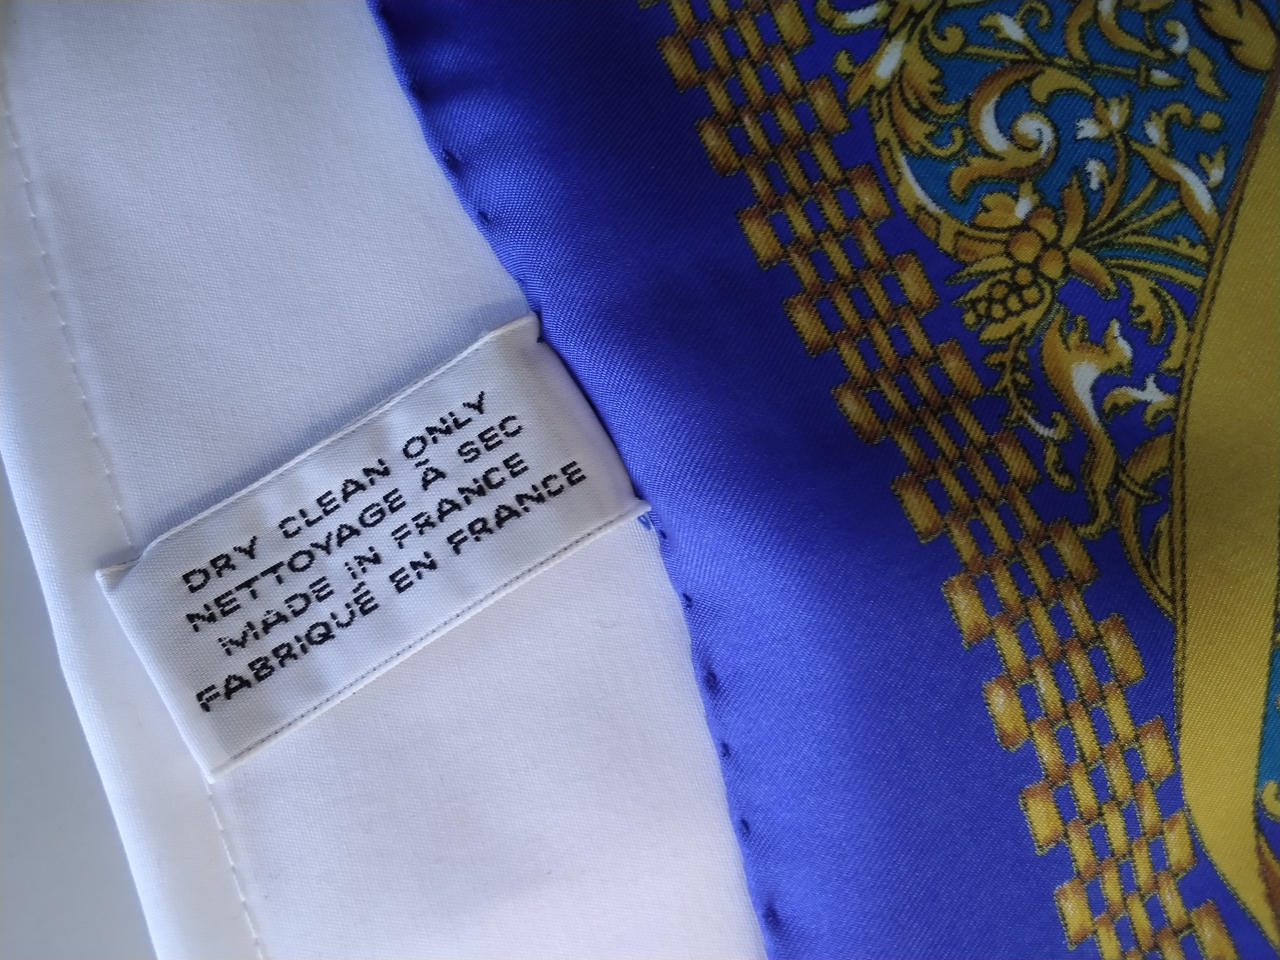 DRY CLEAN ONLY
NETTOYAGE À SEC
MADE IN FRANCE
FABRIQUÉ EN FRANCE